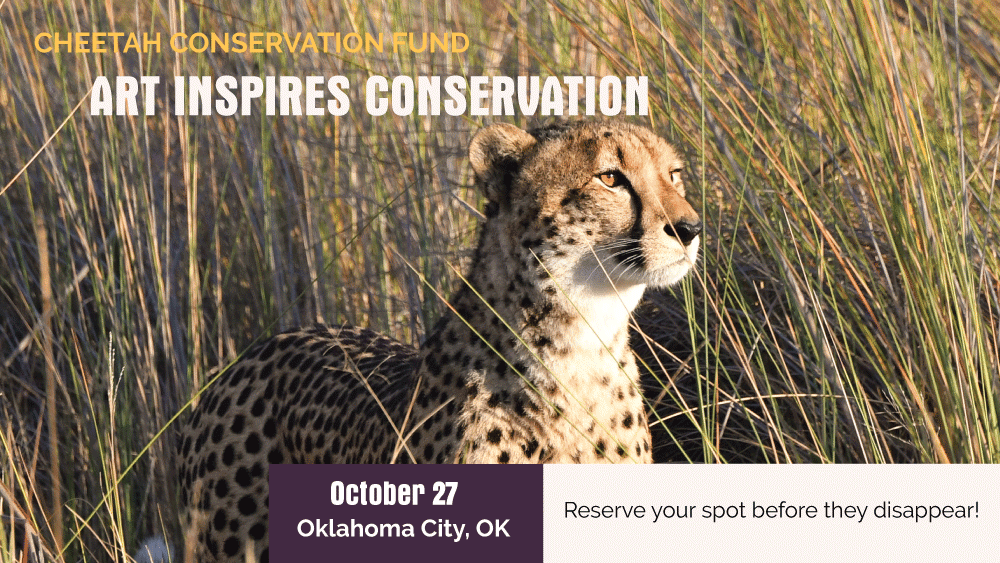 CHEETAH CONSERVATION FUND
ART INSPIRES CONSERVATION
October 27
Oklahoma City, OK
Reserve your spot before they disappear!